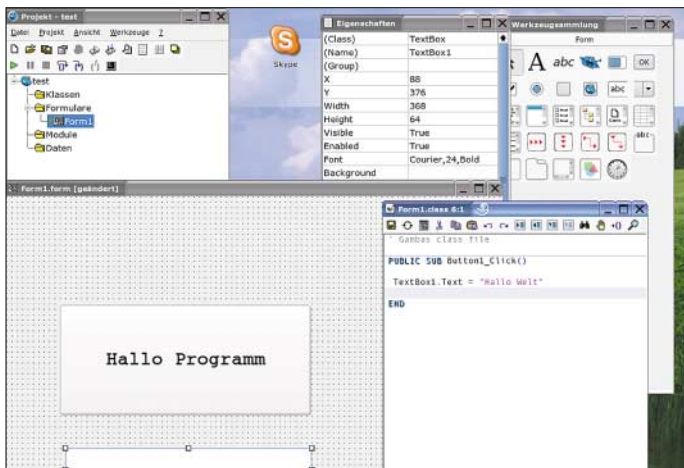 Projekt - test
Datei Projekt Ansicht Werkzeuge ?
test
Klassen
Formulare
Form1
Module
Daten
Skype
Eigenschaften
(Class) TextBox
(Name) TextBox1
(Group)
X 88
Y 376
Width 368
Height 64
Visible True
Enabled True
Font Courier,24,Bold
Background
Werkzeugsammlung
Form
A abc OK
abc
abc
Form1.form [geändert]
Hallo Programm
Form1.class 6:1
' Gambas class file
PUBLIC SUB Button1_Click()
TextBox1.Text = "Hallo Welt"
END